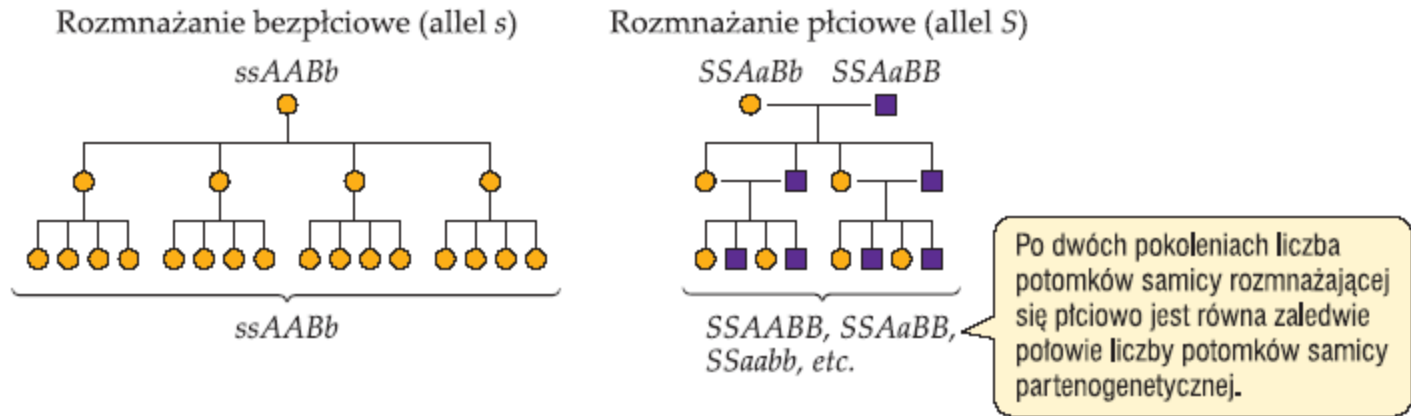 Rozmnażanie bezpłciowe (allel s)
ssAABb
ssAABb
Rozmnażanie płciowe (allel S)
SSAaBb SSAaBB
SSAABB, SSAaBB,
SSaabb, etc.
Po dwóch pokoleniach liczba
potomków samicy rozmnażającej
się płciowo jest równa zaledwie
połowie liczby potomków samicy
partenogenetycznej.